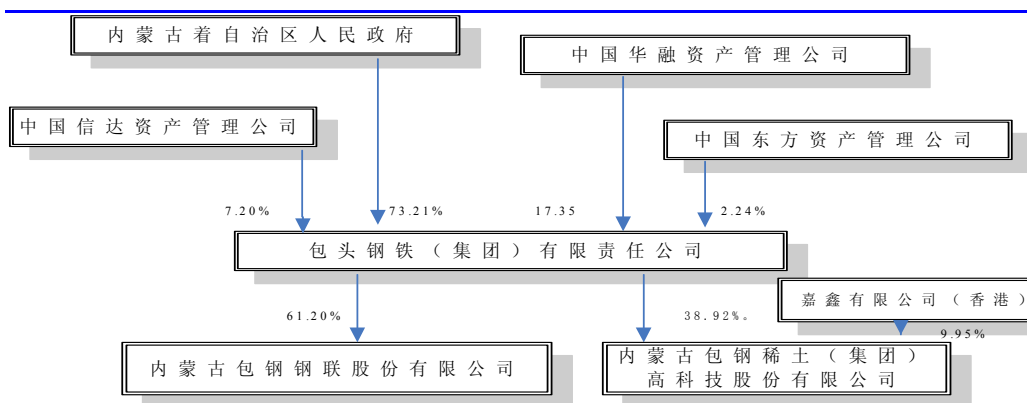 内蒙古着自治区人民政府
中国华融资产管理公司
中国信达资产管理公司
中国东方资产管理公司
7.20%
73.21%
17.35
2.24%
包头钢铁（集团）有限责任公司
嘉鑫有限公司（香港）
61.20%
38.92%。
9.95%
内蒙古包钢钢联股份有限公司
内蒙古包钢稀土（集团）
高科技股份有限公司